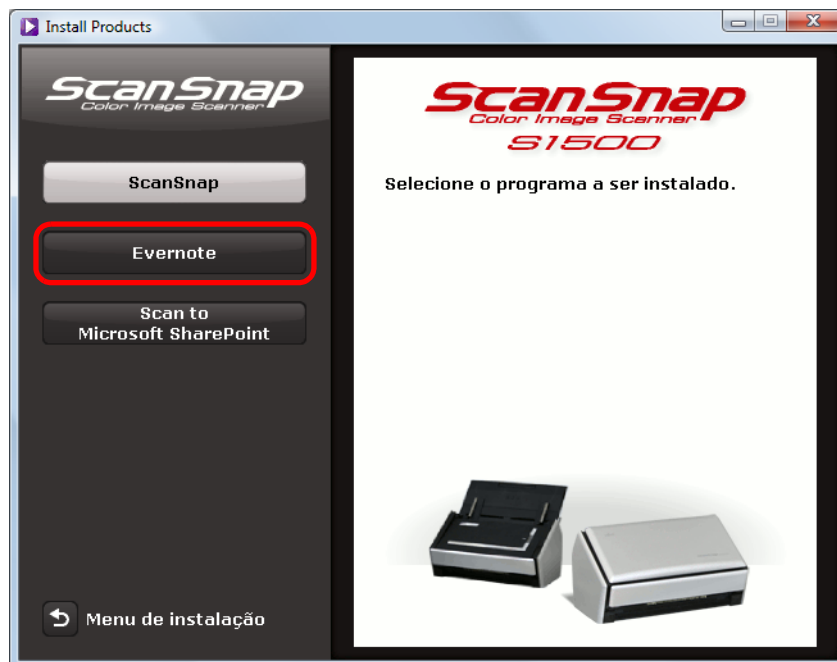 Install Products
ScanSnap
Color Image Scanner
ScanSnap
Evernote
Scan to
Microsoft SharePoint
Menu de instalação
ScanSnap
Color Image Scanner
S1500
Selecione o programa a ser instalado.